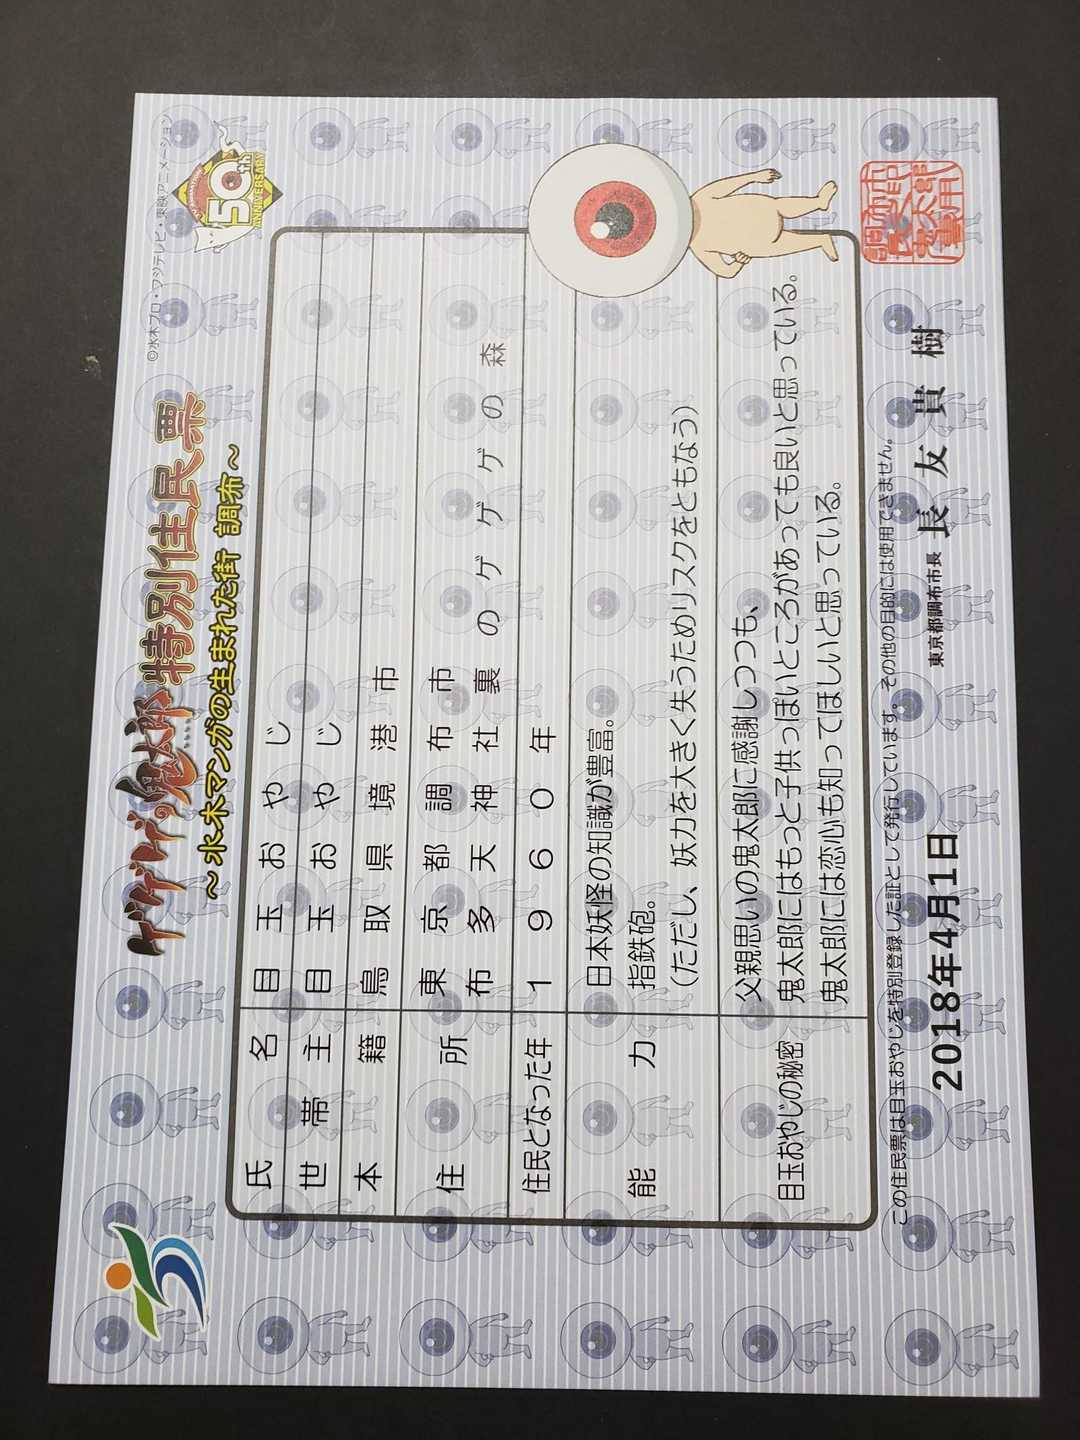 ©水木プロ・フジテレビ・東映アニメーション
50th
ANNIVERSARY
ゲゲゲの鬼太郎 特別住民票
～水木マンガの生まれた街 調布～
氏名 目玉おやじ
世帯主 目玉おやじ
本籍 鳥取県境港市
住所 東京都調布市
布多天神社裏のゲゲゲの森
住民となった年 1960年
能力 日本妖怪の知識が豊富。
指鉄砲。
(ただし、妖力を大きく失うためリスクをともなう)
目玉おやじの秘密 父親思いの鬼太郎に感謝しつつも、
鬼太郎にはもっと子供っぽいところがあっても良いと思っている。
鬼太郎には恋心も知ってほしいと思っている。
この住民票は目玉おやじを特別登録した証として発行しています。その他の目的には使用できません。
2018年4月1日
東京都調布市長 長友貴樹